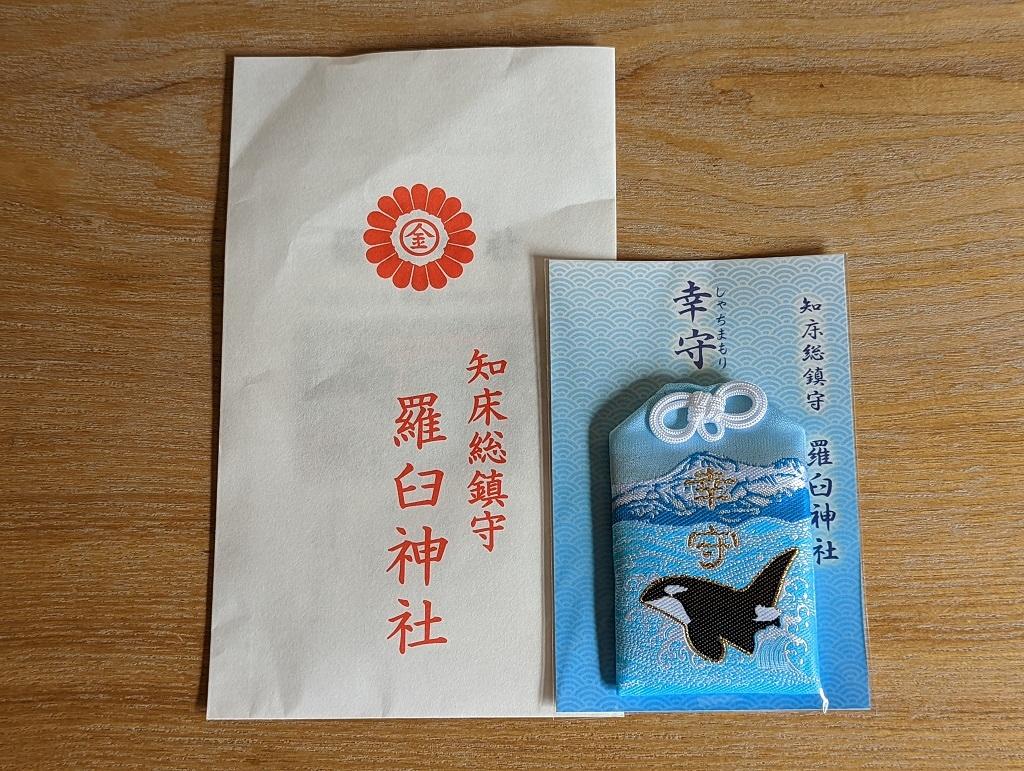 金
知床総鎮守
羅臼神社
知床総鎮守 羅臼神社
幸守
しゃちまもり
幸守